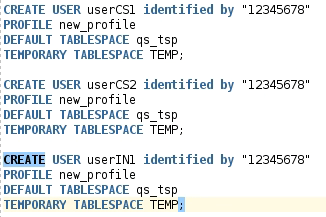 CREATE USER userCS1 identified by "12345678"
PROFILE new_profile
DEFAULT TABLESPACE qs_tsp
TEMPORARY TABLESPACE TEMP;
CREATE USER userCS2 identified by "12345678"
PROFILE new_profile
DEFAULT TABLESPACE qs_tsp
TEMPORARY TABLESPACE TEMP;
CREATE USER userIN1 identified by "12345678"
PROFILE new_profile
DEFAULT TABLESPACE qs_tsp
TEMPORARY TABLESPACE TEMP;